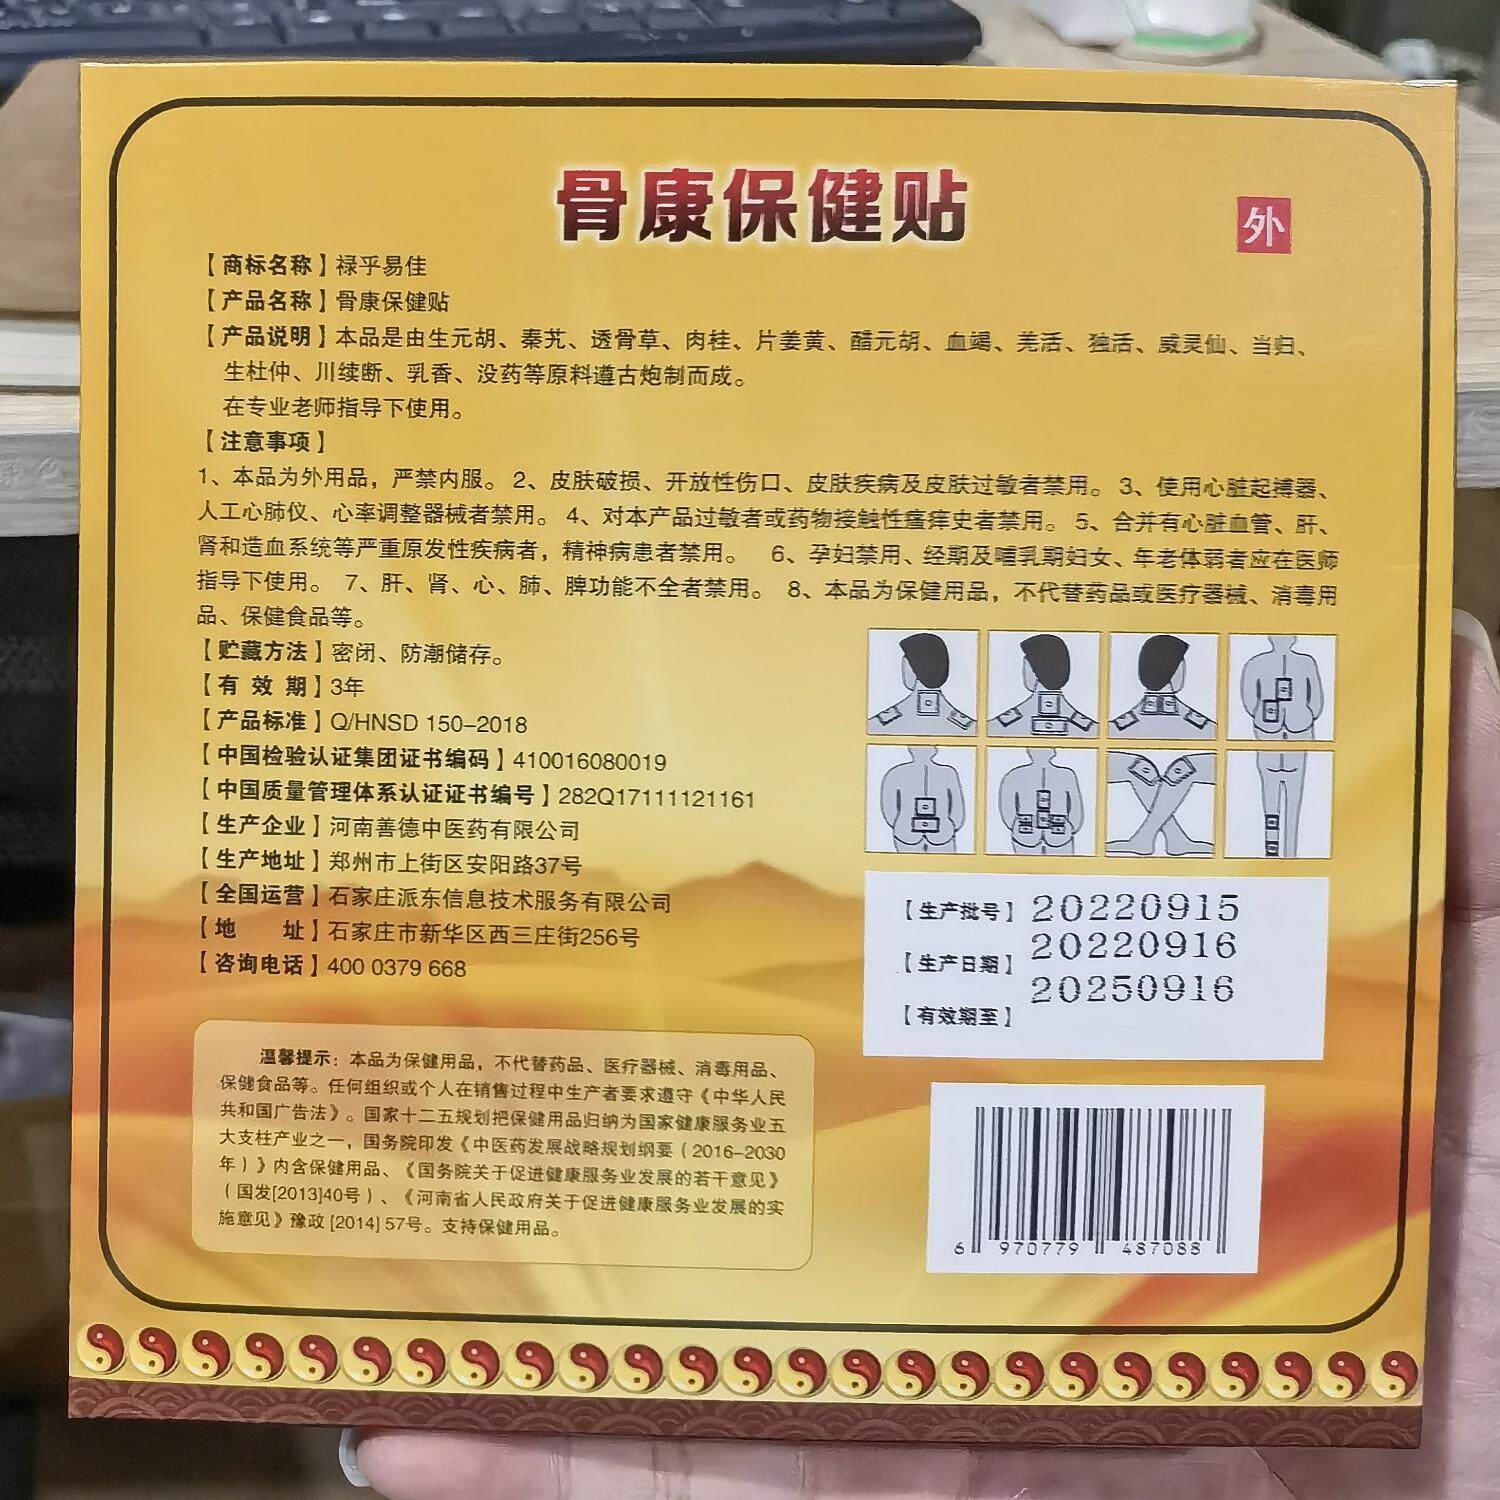 骨康保健贴
外
【商标名称】禄乎易佳
【产品名称】骨康保健贴
【产品说明】本品是由生元胡、秦艽、透骨草、肉桂、片姜黄、醋元胡、血竭、羌活、独活、威灵仙、当归、
生杜仲、川续断、乳香、没药等原料遵古炮制而成。
在专业老师指导下使用。
【注意事项】
1、本品为外用品，严禁内服。 2、皮肤破损、开放性伤口、皮肤疾病及皮肤过敏者禁用。 3、使用心脏起搏器、
人工心肺仪、心率调整器械者禁用。 4、对本产品过敏者或药物接触性瘙痒史者禁用。 5、合并有心脏血管、肝、
肾和造血系统等严重原发性疾病者，精神病患者禁用。 6、孕妇禁用、经期及哺乳期妇女、年老体弱者应在医师
指导下使用。 7、肝、肾、心、肺、脾功能不全者禁用。 8、本品为保健用品，不代替药品或医疗器械、消毒用
品、保健食品等。
【贮藏方法】密闭、防潮储存。
【有 效 期】3年
【产品标准】Q/HNSD 150-2018
【中国检验认证集团证书编码】410016080019
【中国质量管理体系认证证书编号】282Q17111121161
【生产企业】河南善德中医药有限公司
【生产地址】郑州市上街区安阳路37号
【全国运营】石家庄派东信息技术服务有限公司
【地 址】石家庄市新华区西三庄街256号
【咨询电话】400 0379 668
【生产批号】20220915
【生产日期】20220916
【有效期至】20250916
温馨提示：本品为保健用品，不代替药品、医疗器械、消毒用品、
保健食品等。任何组织或个人在销售过程中生产者要求遵守《中华人民
共和国广告法》。国家十二五规划把保健用品归纳为国家健康服务业五
大支柱产业之一，国务院印发《中医药发展战略规划纲要（2016-2030
年）》内含保健用品、《国务院关于促进健康服务业发展的若干意见》
（国发[2013]40号）、《河南省人民政府关于促进健康服务业发展的实
施意见》豫政 [2014] 57号。支持保健用品。
6 970779 487088